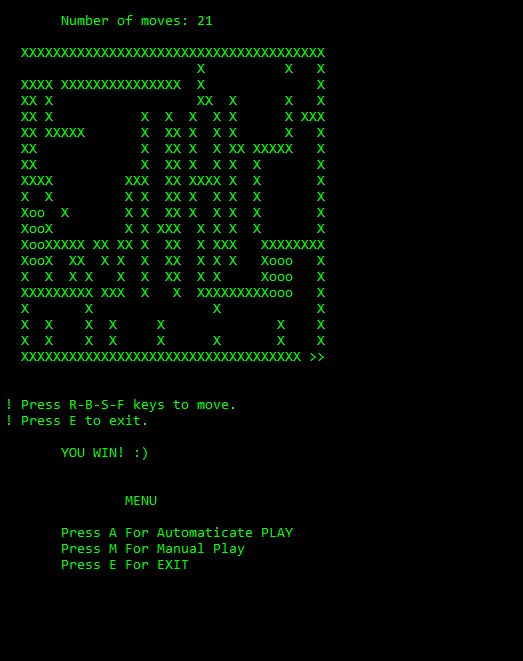 Number of moves: 21
XXXXXXXXXXXXXXXXXXXXXXXXXXXXXXXXXXXXXX
                      X          X   X
XXXX XXXXXXXXXXXXXXX  X              X
XX X                  XX  X      X   X
XX X           X  X  X  X X      X XXX
XX XXXXX       X  XX X  X X      X   X
XX             X  XX X  X XX XXXXX   X
XX             X  XX X  X X  X       X
XXXX         XXX  XX XXXX X  X       X
X  X         X X  XX X  X X  X       X
Xoo  X       X X  XX X  X X  X       X
XooX         X X XXX  X X X  X       X
XooXXXXX XX XX X  XX  X XXX   XXXXXXXX
XooX  XX  X X  X  XX  X X X   Xooo   X
X  X  X X   X  X  XX  X X     Xooo   X
XXXXXXXXX XXX  X   X  XXXXXXXXXooo   X
X       X               X            X
X  X    X  X     X              X    X
X  X    X  X     X      X       X    X
XXXXXXXXXXXXXXXXXXXXXXXXXXXXXXXXXXX >>
! Press R-B-S-F keys to move.
! Press E to exit.
YOU WIN! :)
MENU
Press A For Automaticate PLAY
Press M For Manual Play
Press E For EXIT